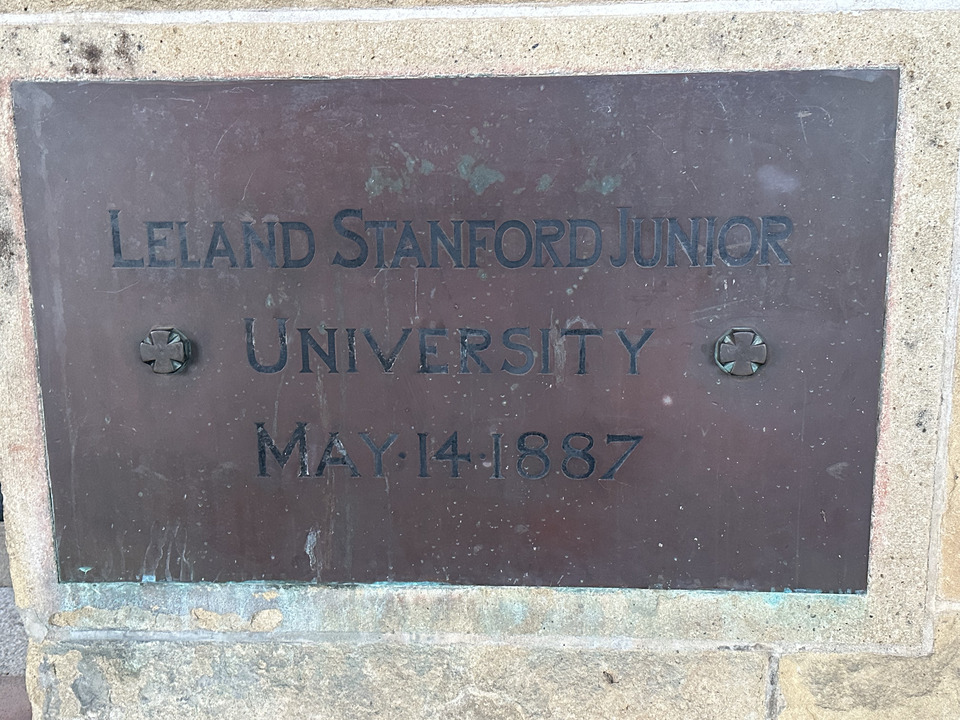 LELAND STANFORD JUNIOR
UNIVERSITY
MAY·14·1887